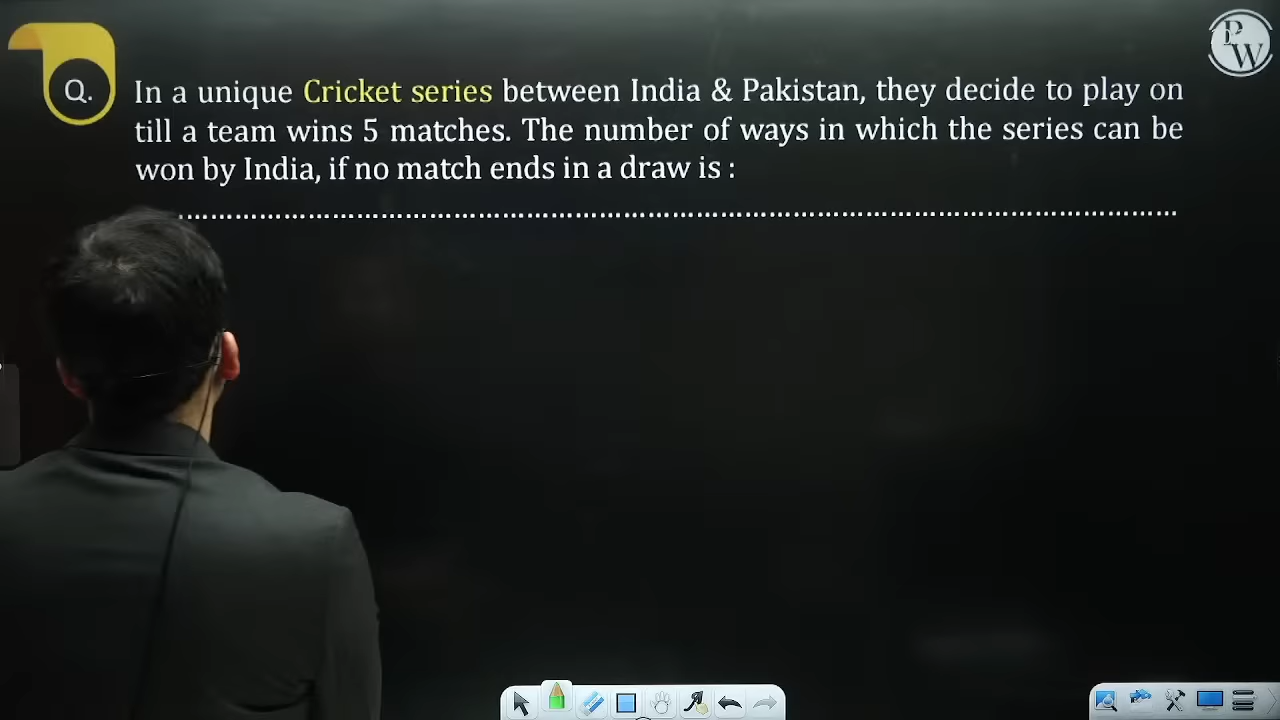 Q.
In a unique Cricket series between India & Pakistan, they decide to play on
till a team wins 5 matches. The number of ways in which the series can be
won by India, if no match ends in a draw is :
PW